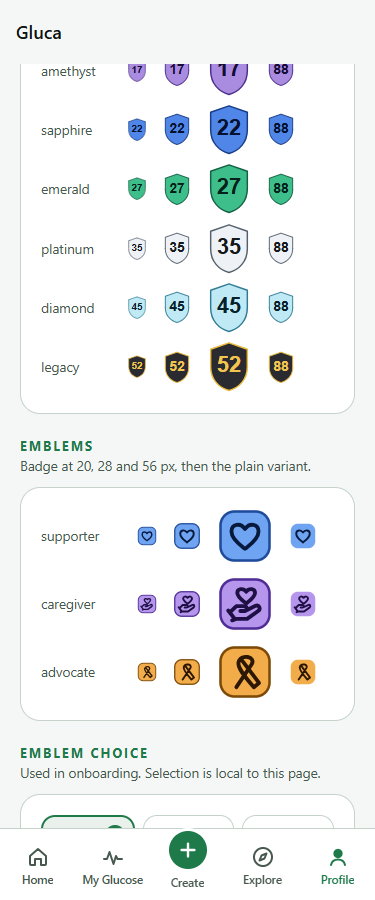 Gluca
amethyst 17 17 17 88
sapphire 22 22 22 88
emerald 27 27 27 88
platinum 35 35 35 88
diamond 45 45 45 88
legacy 52 52 52 88
EMBLEMS
Badge at 20, 28 and 56 px, then the plain variant.
supporter
caregiver
advocate
EMBLEM CHOICE
Used in onboarding. Selection is local to this page.
Home My Glucose Create Explore Profile